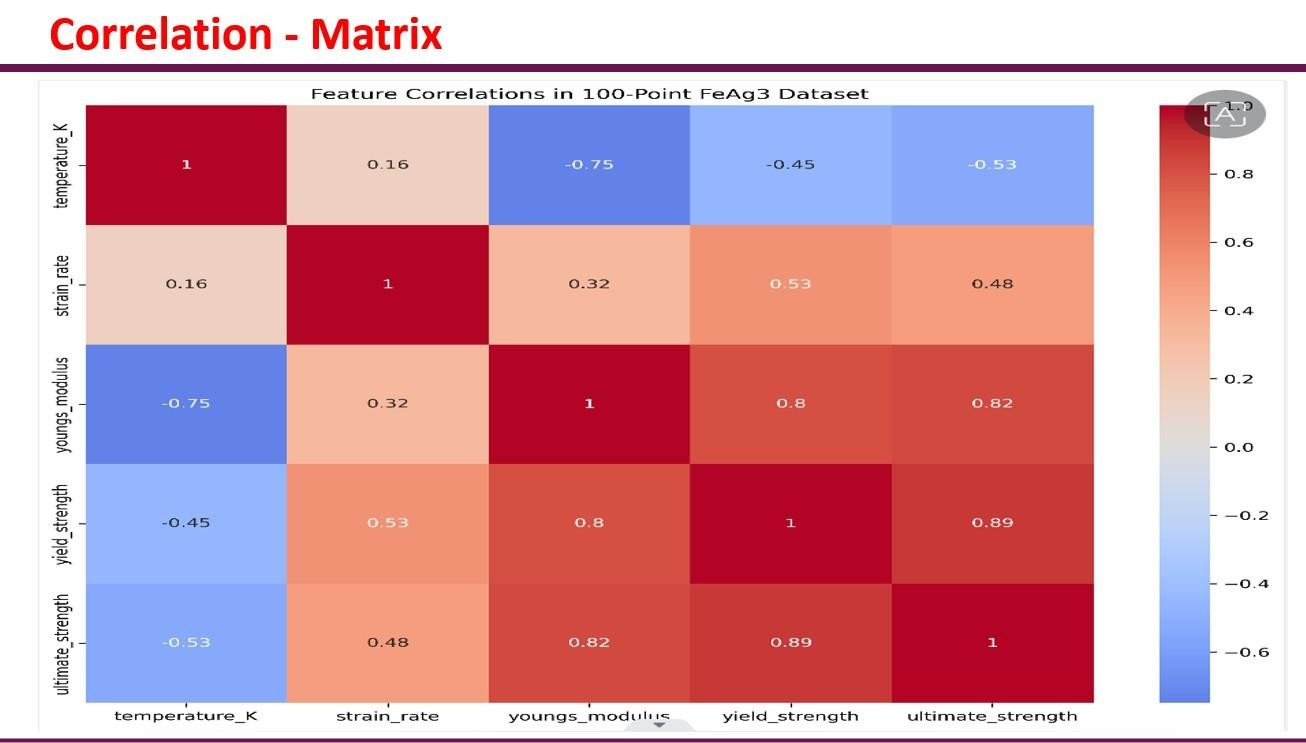 Correlation - Matrix
Feature Correlations in 100-Point FeAg3 Dataset
temperature_K
1 0.16 -0.75 -0.45 -0.53
strain_rate
0.16 1 0.32 0.53 0.48
youngs_modulus
-0.75 0.32 1 0.8 0.82
yield_strength
-0.45 0.53 0.8 1 0.89
ultimate_strength
-0.53 0.48 0.82 0.89 1
temperature_K strain_rate youngs_modulus yield_strength ultimate_strength
1.0
A
0.8
0.6
0.4
0.2
0.0
−0.2
−0.4
−0.6